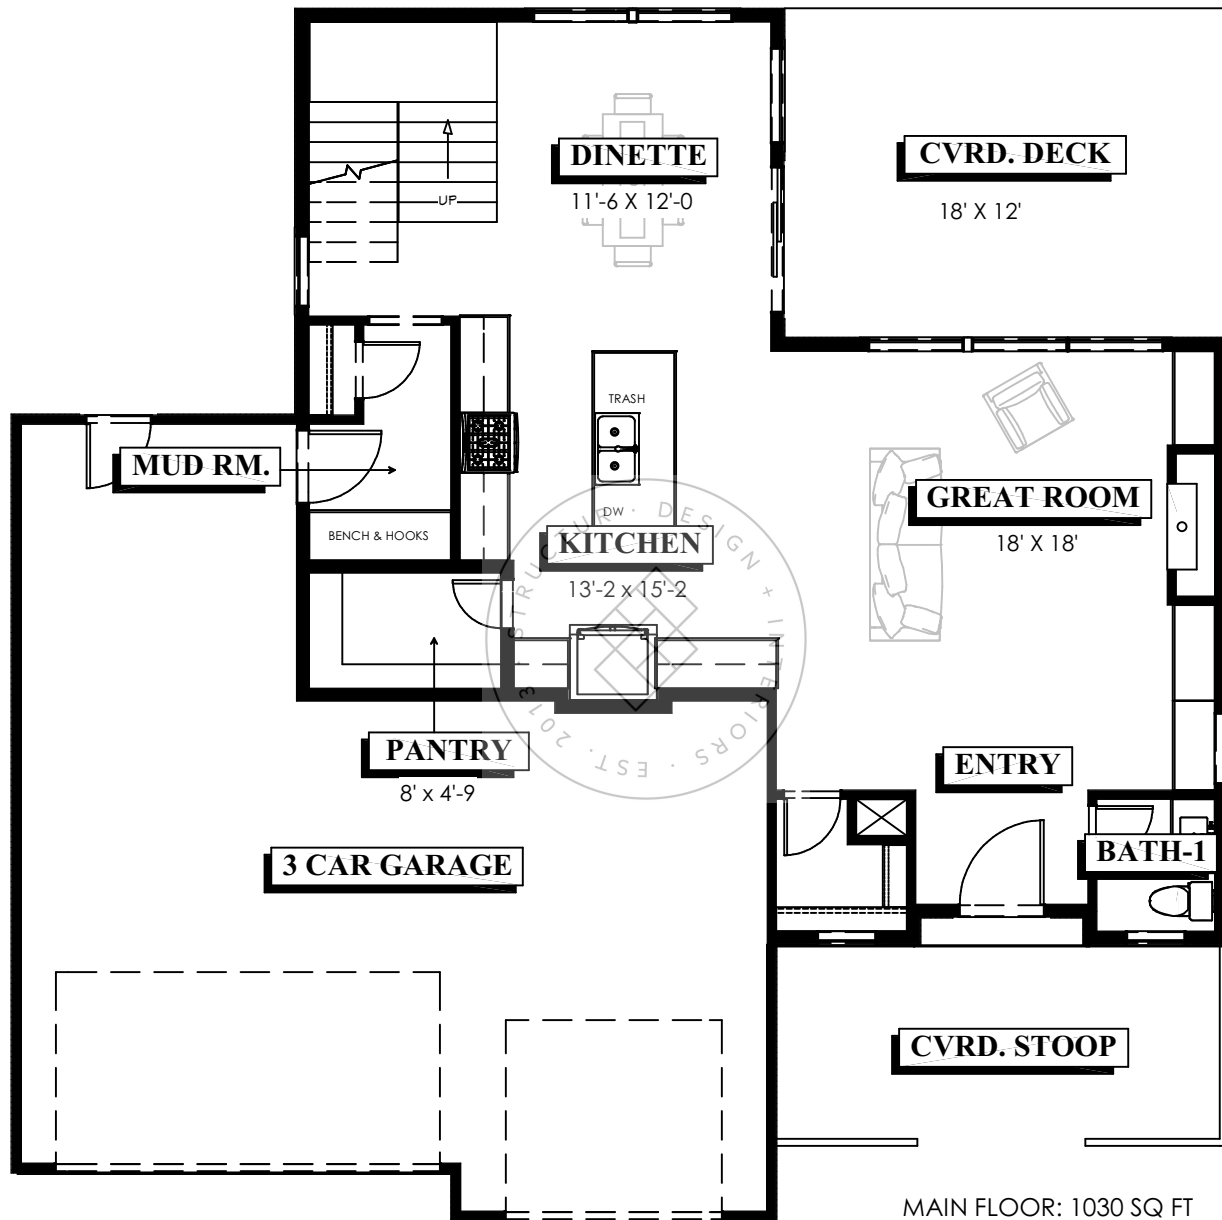 DINETTE
11'-6 X 12'-0
CVRD. DECK
18' X 12'
UP
TRASH
MUD RM.
GREAT ROOM
18' X 18'
DW
BENCH & HOOKS
KITCHEN
13'-2 x 15'-2
STRUCTUR · DESIGN + INTERIORS · EST. 2013 ·
PANTRY
8' x 4'-9
ENTRY
3 CAR GARAGE
BATH-1
CVRD. STOOP
MAIN FLOOR: 1030 SQ FT